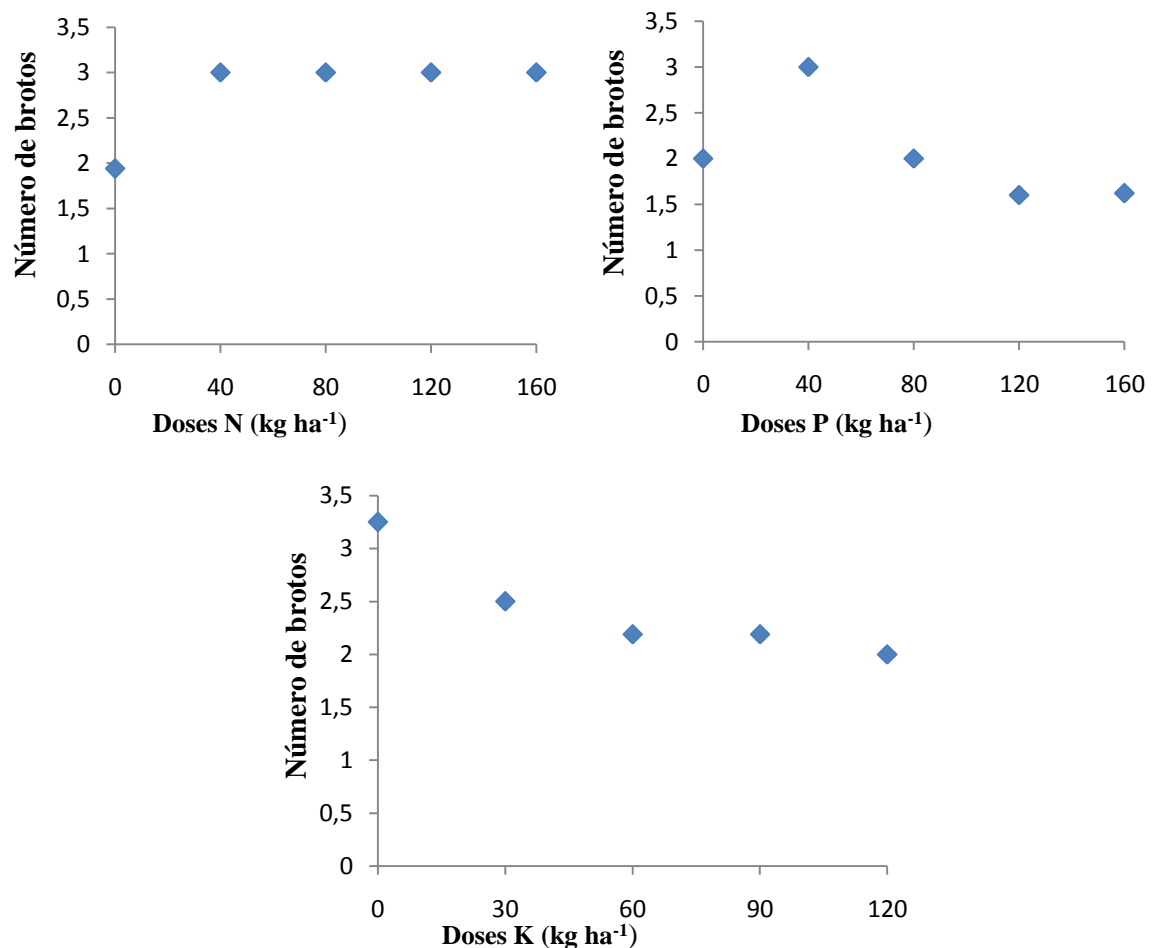 Número de brotos
3,5
3
2,5
2
1,5
1
0,5
0
0 40 80 120 160
Doses N (kg ha-1)
Número de brotos
3,5
3
2,5
2
1,5
1
0,5
0
0 40 80 120 160
Doses P (kg ha-1)
Número de brotos
3,5
3
2,5
2
1,5
1
0,5
0
0 30 60 90 120
Doses K (kg ha-1)